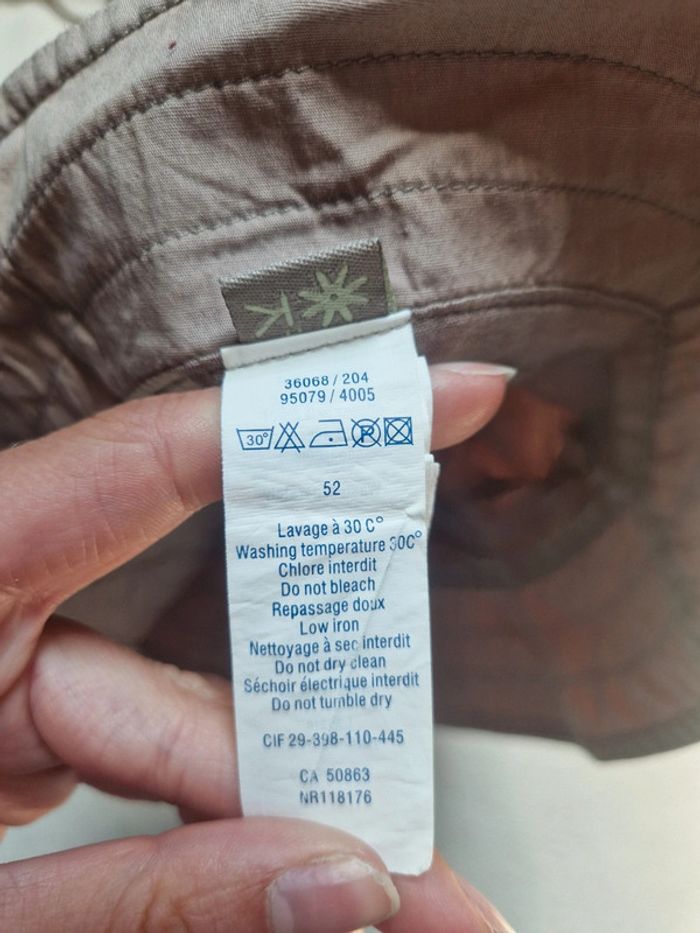 K
36068 / 204
95079 / 4005
30°
P
52
Lavage à 30 C°
Washing temperature 30C°
Chlore interdit
Do not bleach
Repassage doux
Low iron
Nettoyage à sec interdit
Do not dry clean
Séchoir électrique interdit
Do not tumble dry
CIF 29-398-110-445
CA 50863
NR118176